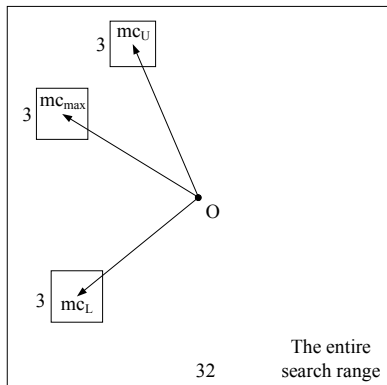 3
mc_U
3
mc_max
O
3
mc_L
32
The entire
search range